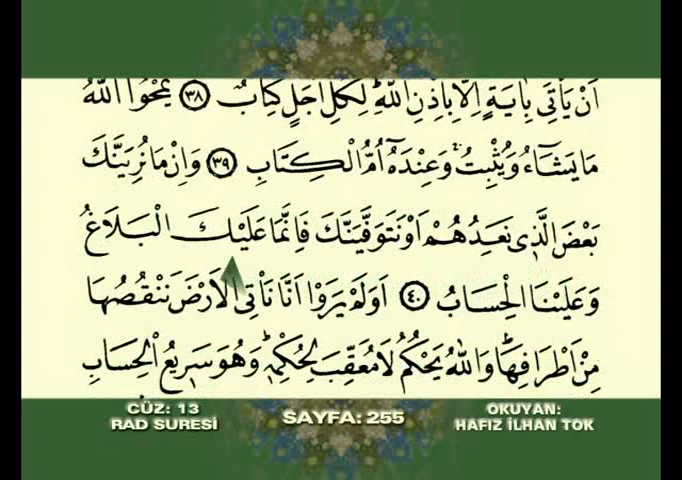 اَنْ يَأْتِىَ بِاٰيَةٍ اِلَّا بِاِذْنِ اللّٰهِ لِكُلِّ اَجَلٍ كِتَابٌ ﴿٣٨﴾ يَمْحُوا اللّٰهُ
مَا يَشَٓاءُ وَيُثْبِتُ وَعِنْدَهُٓ اُمُّ الْكِتَابِ ﴿٣٩﴾ وَاِنْ مَا نُرِيَنَّكَ
بَعْضَ الَّذٖى نَعِدُهُمْ اَوْ نَتَوَفَّيَنَّكَ فَاِنَّمَا عَلَيْكَ الْبَلَاغُ
وَعَلَيْنَا الْحِسَابُ ﴿٤٠﴾ اَوَلَمْ يَرَوْا اَنَّا نَأْتِى الْاَرْضَ نَنْقُصُهَا
مِنْ اَطْرَافِهَا وَاللّٰهُ يَحْكُمُ لَا مُعَقِّبَ لِحُكْمِهٖ وَهُوَ سَرٖيعُ الْحِسَابِ
CÜZ: 13
RAD SURESİ
SAYFA: 255
OKUYAN:
HAFIZ İLHAN TOK